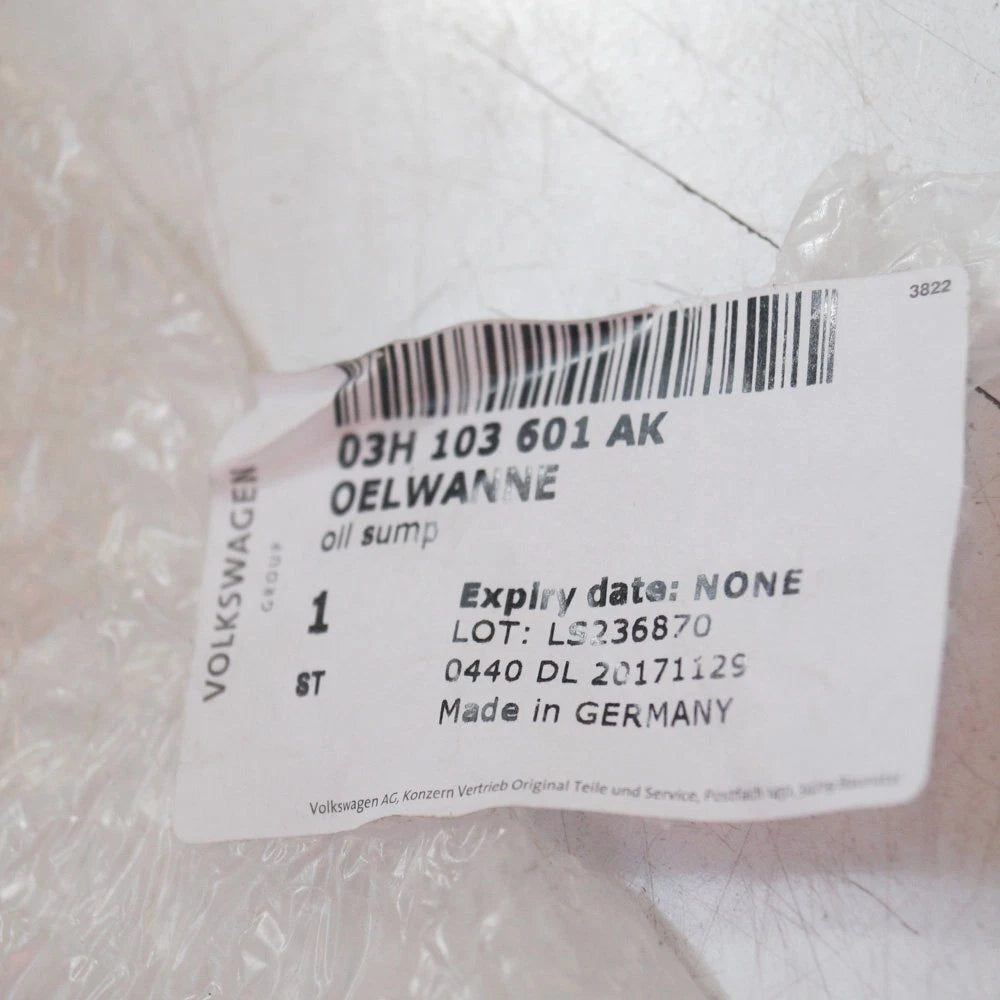 3822
03H 103 601 AK
OELWANNE
oil sump
VOLKSWAGEN
GROUP
1
ST
Expiry date: NONE
LOT: LS236870
0440 DL 20171129
Made in GERMANY
Volkswagen AG, Konzern Vertrieb Original Teile und Service, Postfach